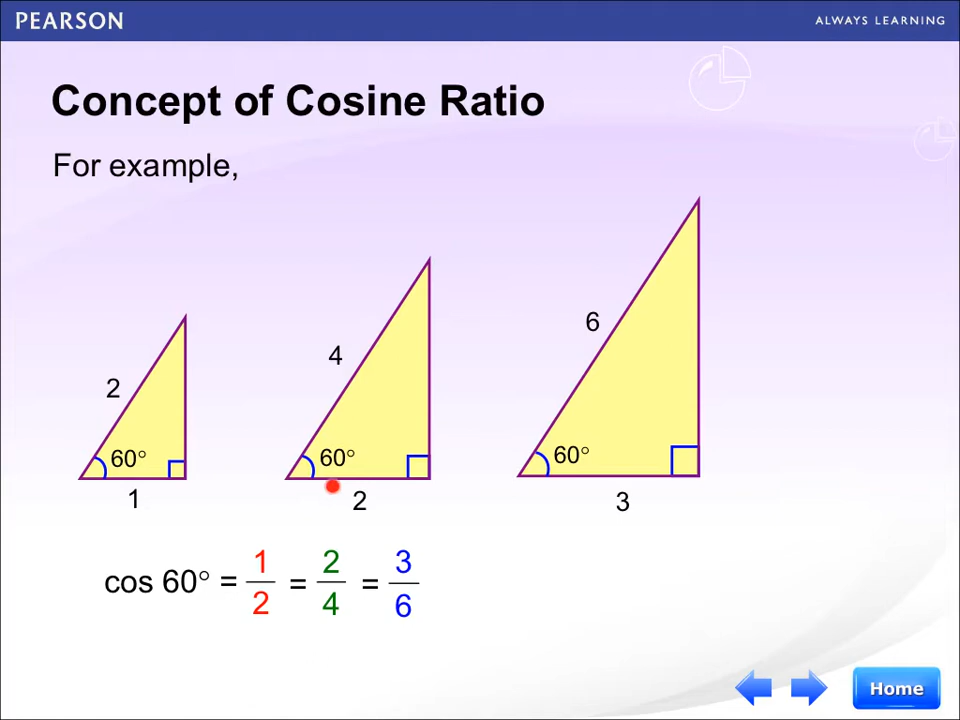 PEARSON
ALWAYS LEARNING
Concept of Cosine Ratio
For example,
2
60°
1
4
60°
2
6
60°
3
cos 60° = 1/2 = 2/4 = 3/6
Home